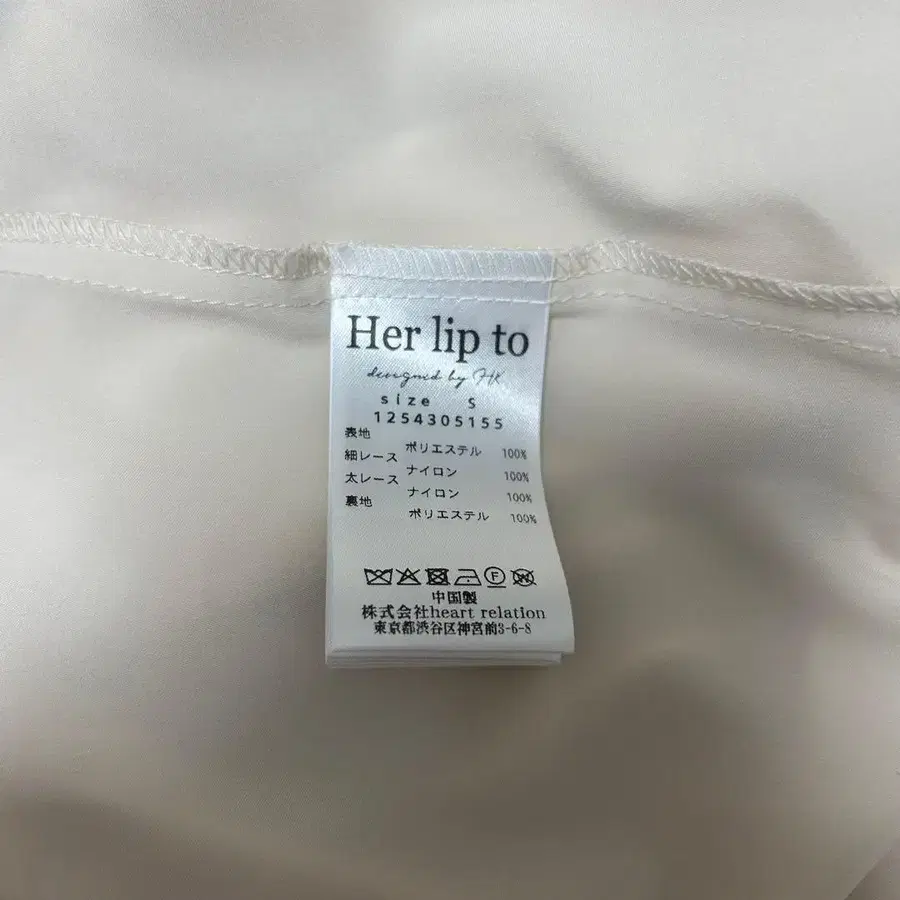 Her lip to
designed by HK
size S
1254305155
表地 ポリエステル 100%
細レース ナイロン 100%
太レース ナイロン 100%
裏地 ポリエステル 100%
F W
中国製
株式会社heart relation
東京都渋谷区神宮前3-6-8